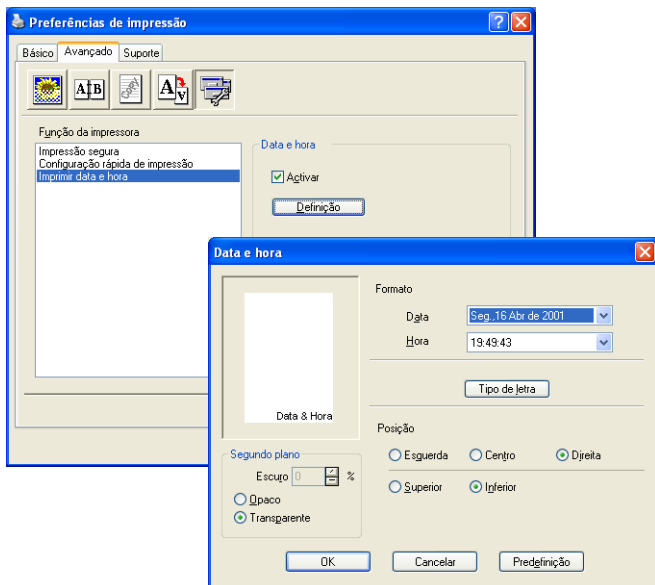 Preferências de impressão
Básico Avançado Suporte
A B
A A
Função da impressora
Impressão segura
Configuração rápida de impressão
Imprimir data e hora
Data e hora
Activar
Definição
Data e hora
Data & Hora
Formato
Data Seg.,16 Abr de 2001
Hora 19:49:43
Tipo de letra
Segundo plano
Escuro 0 %
Opaco
Transparente
Posição
Esguerda Centro Direita
Superior Inferior
OK Cancelar Predefinição